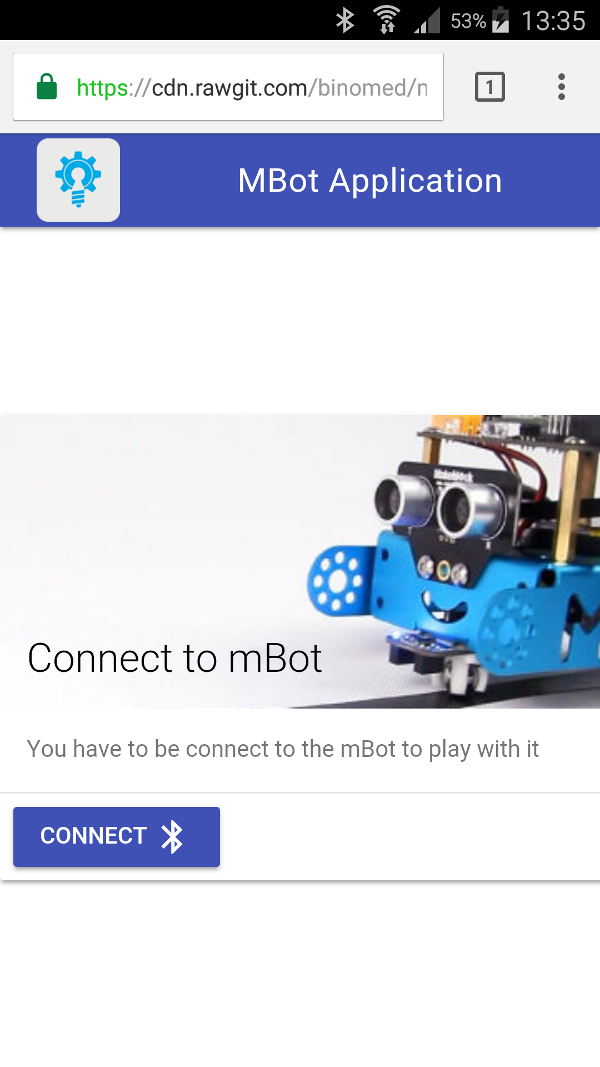 53% 13:35
https://cdn.rawgit.com/binomed/n
1
MBot Application
Makeblock
Connect to mBot
You have to be connect to the mBot to play with it
CONNECT